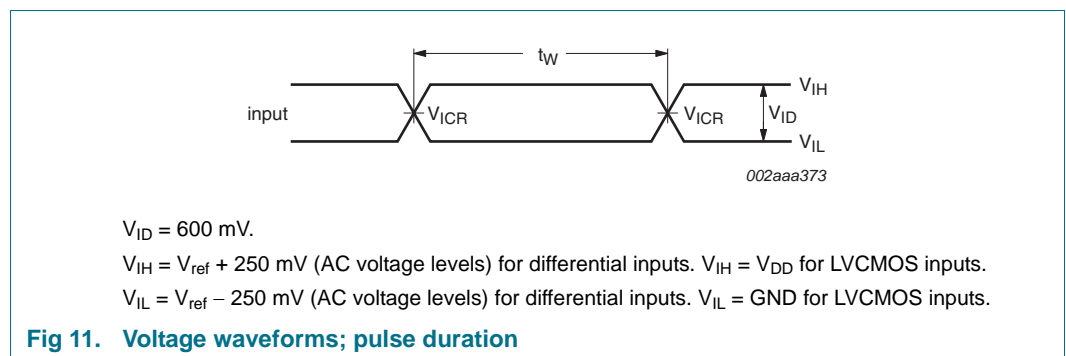 tW
VIH
input
VICR
VICR
VID
VIL
002aaa373
VID = 600 mV.
VIH = Vref + 250 mV (AC voltage levels) for differential inputs. VIH = VDD for LVCMOS inputs.
VIL = Vref − 250 mV (AC voltage levels) for differential inputs. VIL = GND for LVCMOS inputs.
Fig 11. Voltage waveforms; pulse duration